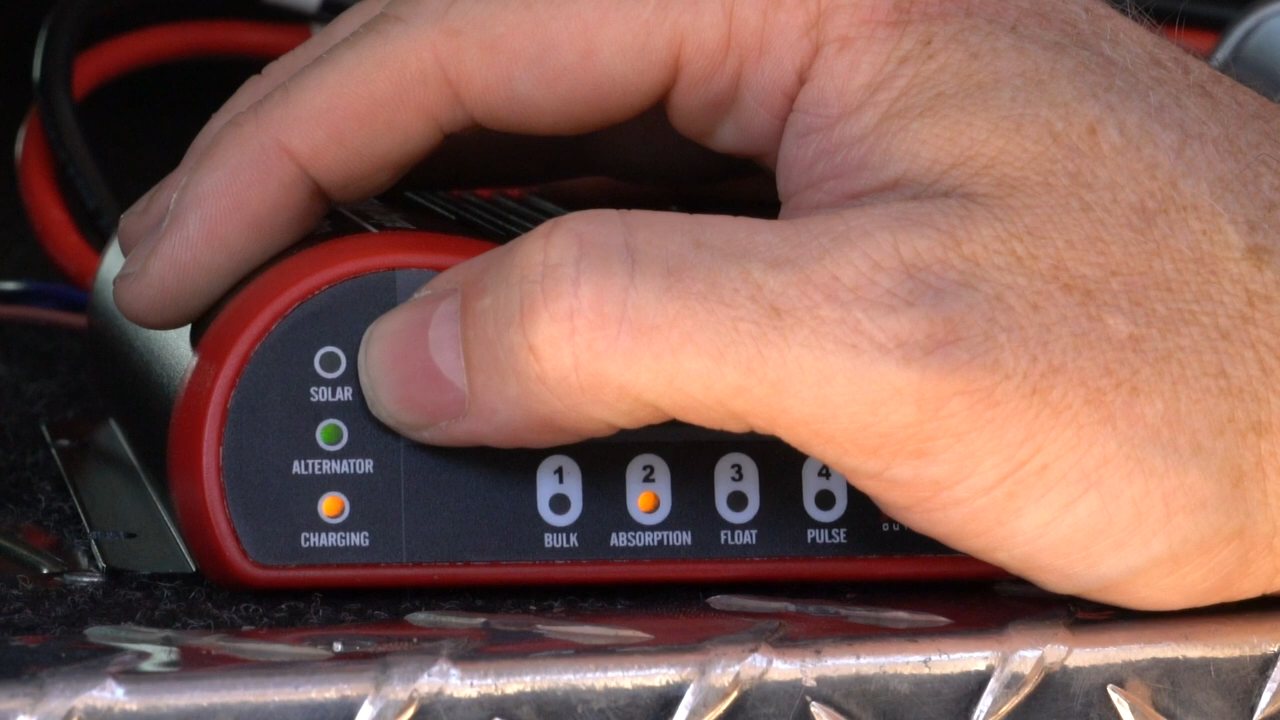 SOLAR
ALTERNATOR
CHARGING
1 2 3 4
BULK ABSORPTION FLOAT PULSE